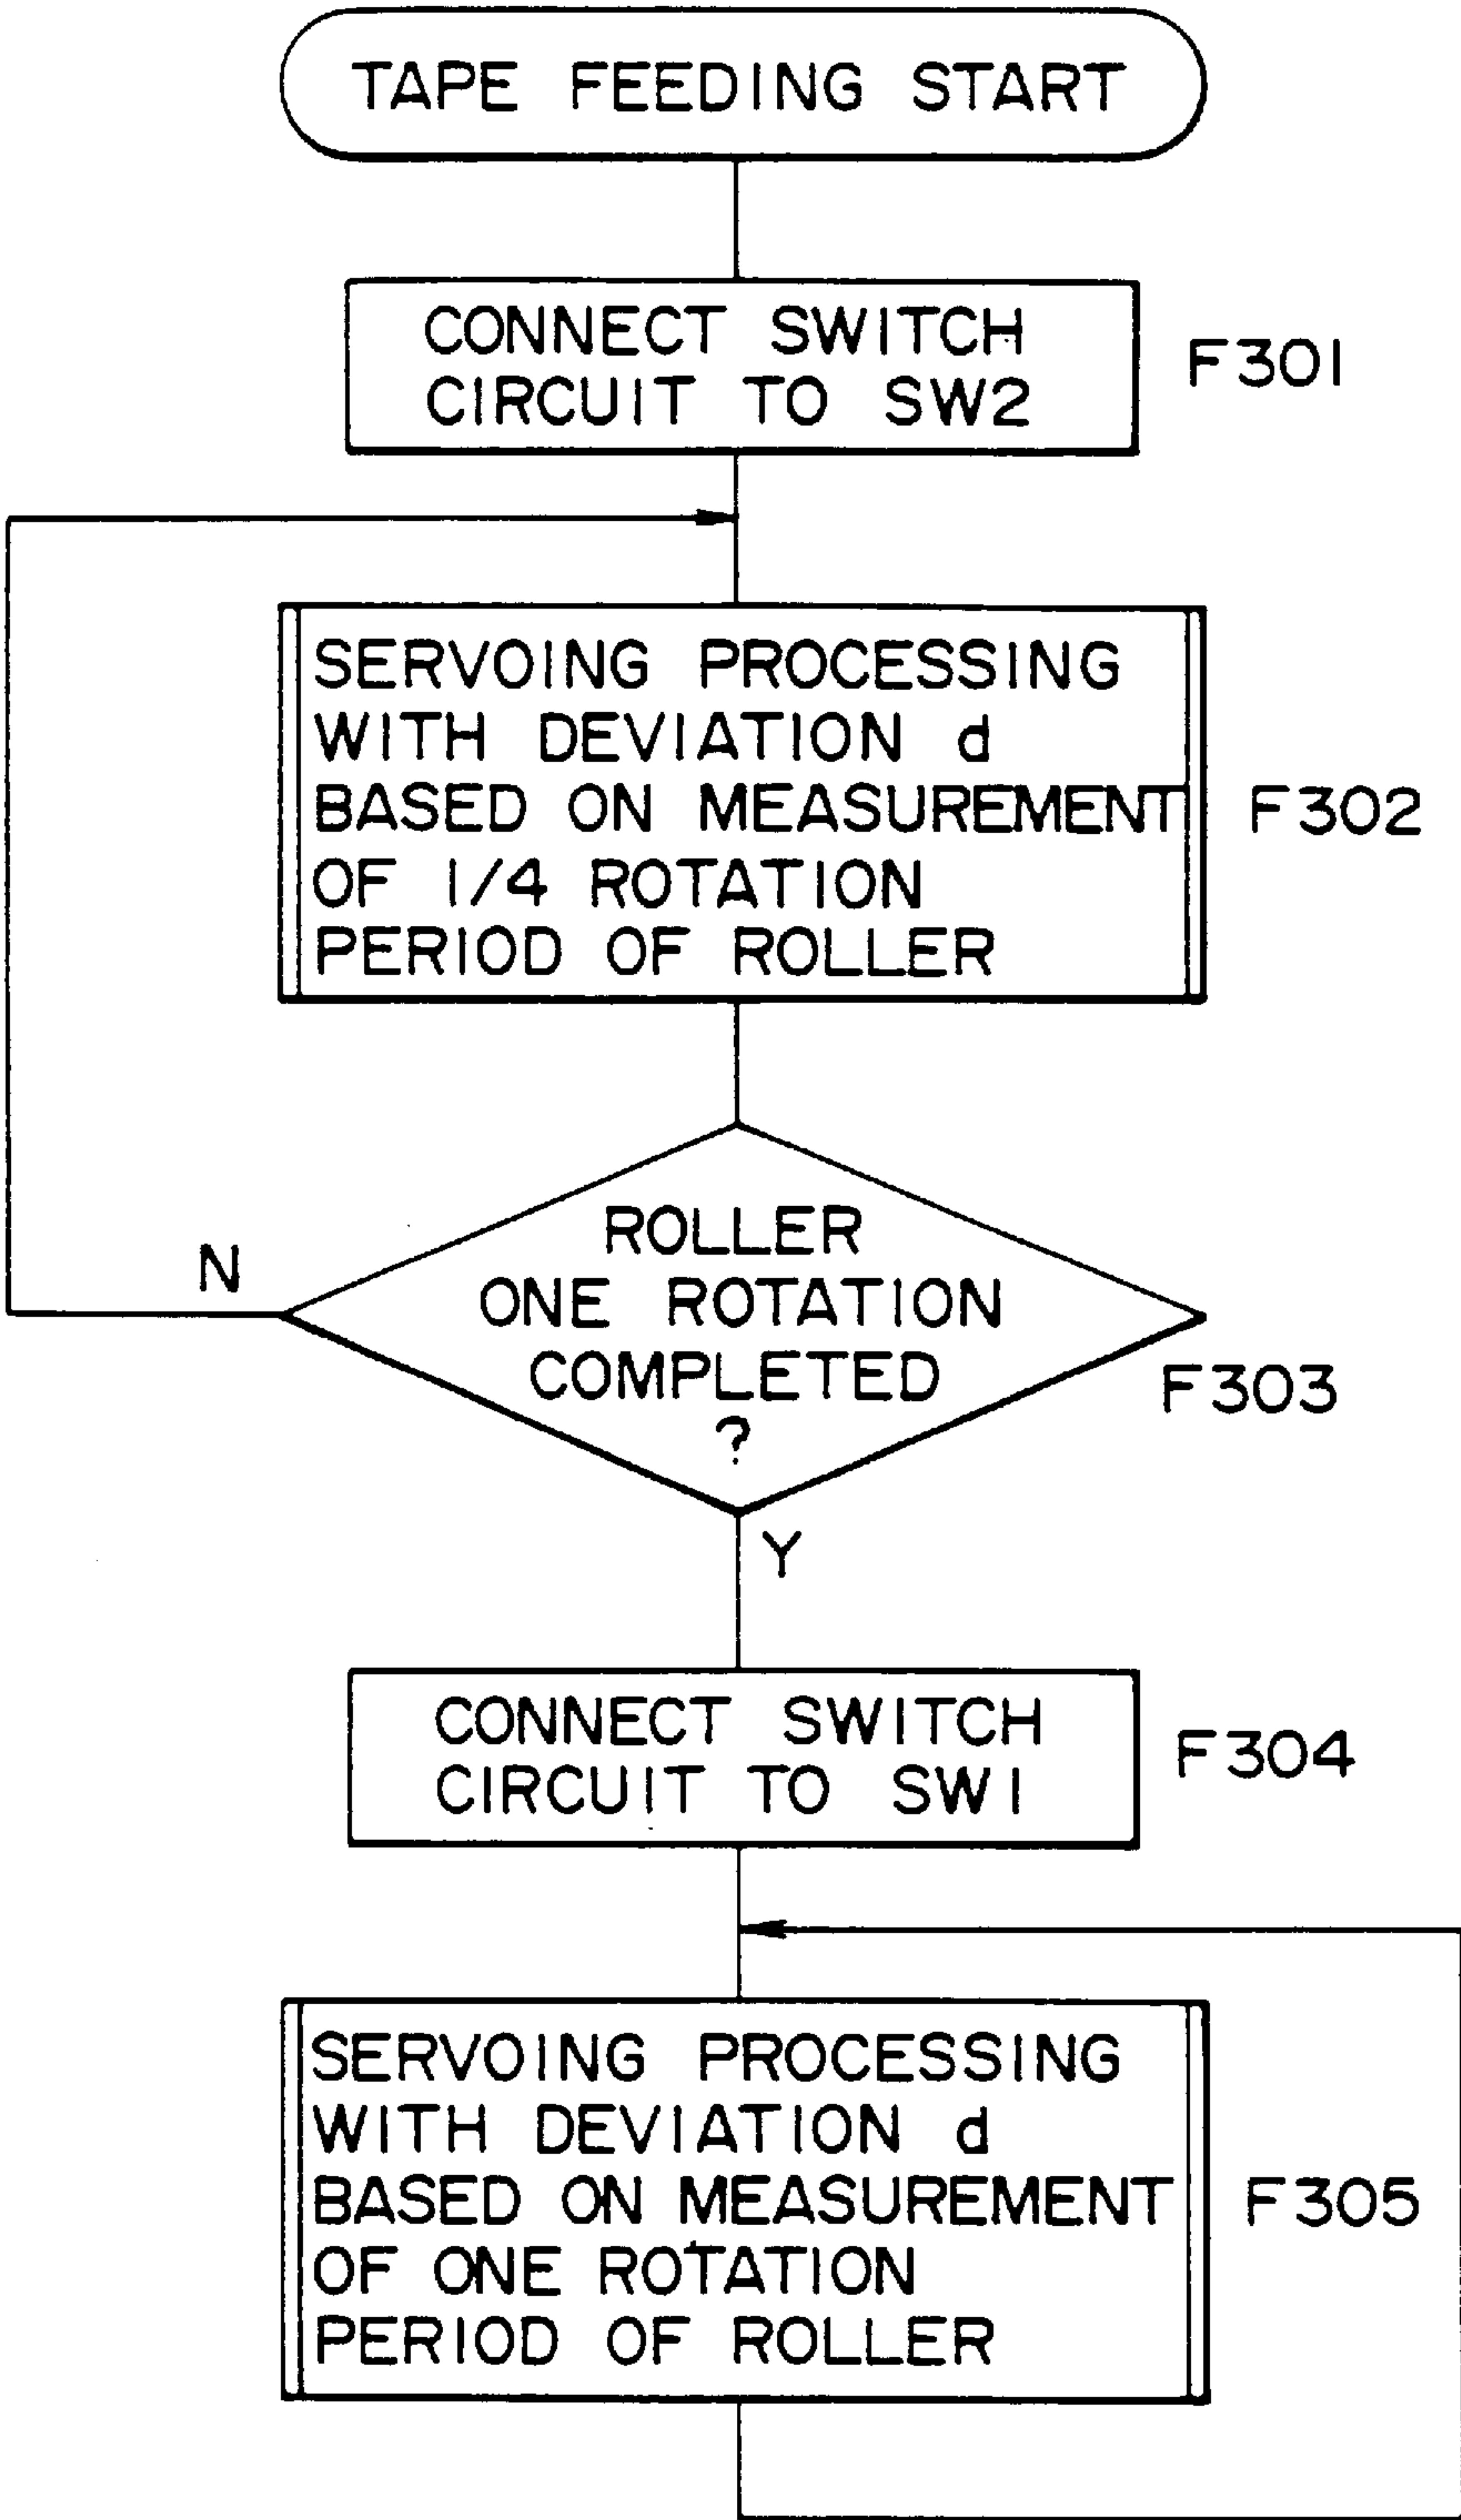 TAPE FEEDING START
CONNECT SWITCH
CIRCUIT TO SW2
F301
SERVOING PROCESSING
WITH DEVIATION d
BASED ON MEASUREMENT
OF 1/4 ROTATION
PERIOD OF ROLLER
F302
ROLLER
ONE ROTATION
COMPLETED
?
N
F303
Y
CONNECT SWITCH
CIRCUIT TO SW1
F304
SERVOING PROCESSING
WITH DEVIATION d
BASED ON MEASUREMENT
OF ONE ROTATION
PERIOD OF ROLLER
F305